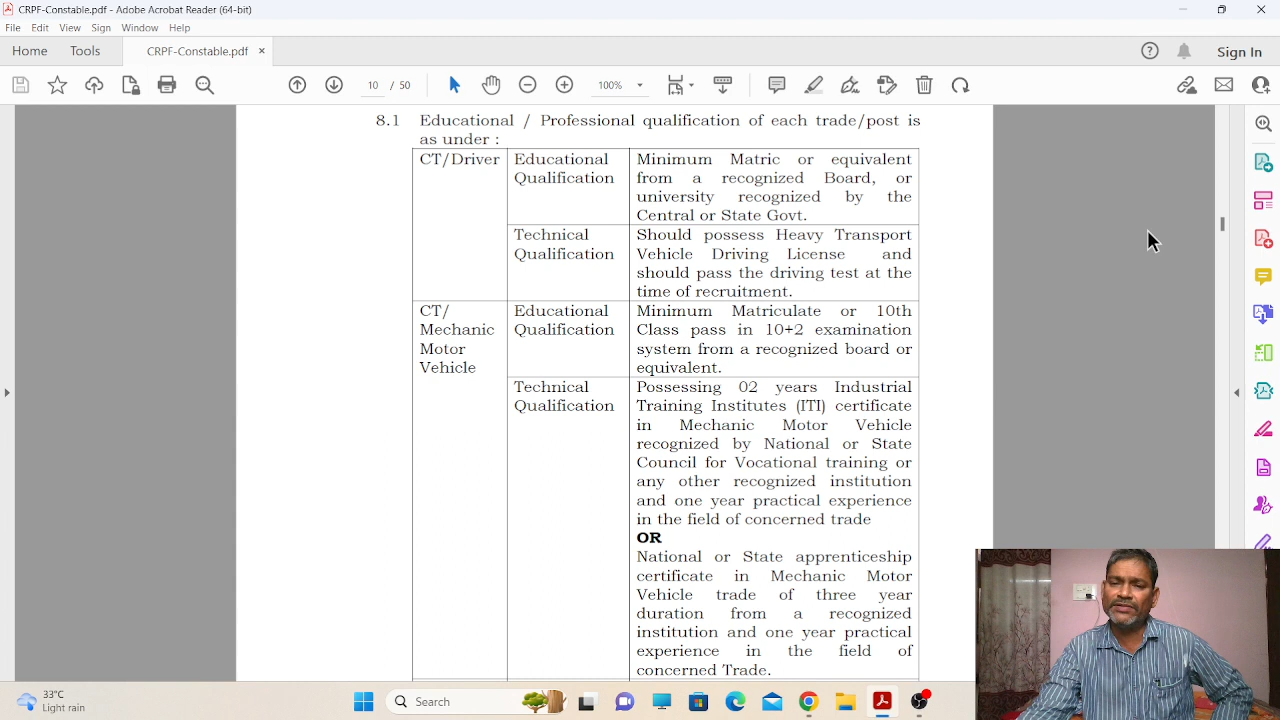 CRPF-Constable.pdf - Adobe Acrobat Reader (64-bit)
File Edit View Sign Window Help
Home Tools CRPF-Constable.pdf × Sign In
10 / 50 100%
8.1 Educational / Professional qualification of each trade/post is
as under :
CT/Driver
Educational
Qualification
Minimum Matric or equivalent
from a recognized Board, or
university recognized by the
Central or State Govt.
Technical
Qualification
Should possess Heavy Transport
Vehicle Driving License and
should pass the driving test at the
time of recruitment.
CT/
Mechanic
Motor
Vehicle
Educational
Qualification
Minimum Matriculate or 10th
Class pass in 10+2 examination
system from a recognized board or
equivalent.
Technical
Qualification
Possessing 02 years Industrial
Training Institutes (ITI) certificate
in Mechanic Motor Vehicle
recognized by National or State
Council for Vocational training or
any other recognized institution
and one year practical experience
in the field of concerned trade
OR
National or State apprenticeship
certificate in Mechanic Motor
Vehicle trade of three year
duration from a recognized
institution and one year practical
experience in the field of
concerned Trade.
33°C
Light rain
Search